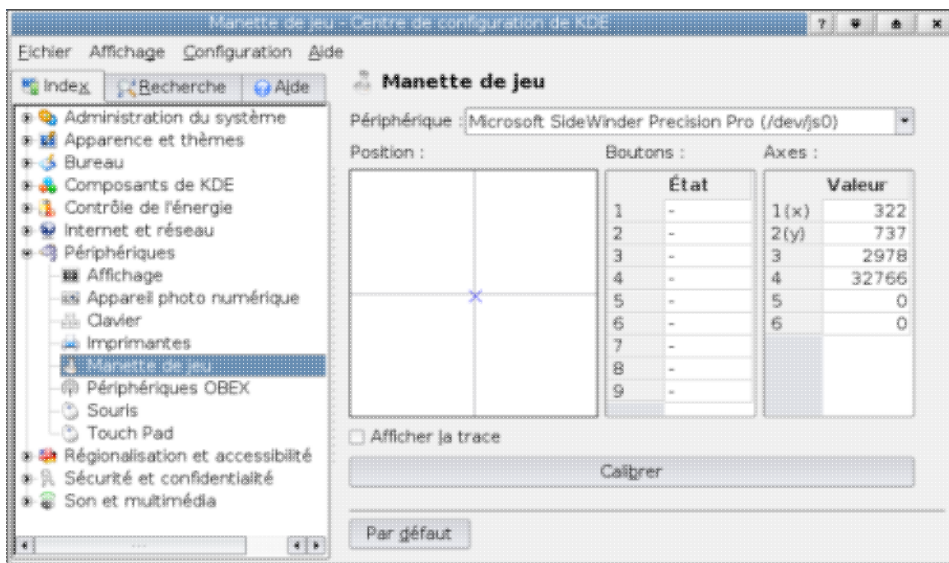 Manette de jeu - Centre de configuration de KDE
Fichier Affichage Configuration Aide
Index Recherche Aide
Administration du système
Apparence et thèmes
Bureau
Composants de KDE
Contrôle de l'énergie
Internet et réseau
Périphériques
Affichage
Appareil photo numérique
Clavier
Imprimantes
Manette de jeu
Périphériques OBEX
Souris
Touch Pad
Régionalisation et accessibilité
Sécurité et confidentialité
Son et multimédia
Manette de jeu
Périphérique : Microsoft SideWinder Precision Pro (/dev/js0)
Position : Boutons : Axes :
État Valeur
1 - 1(x) 322
2 - 2(y) 737
3 - 3 2978
4 - 4 32766
5 - 5 0
6 - 6 0
7 -
8 -
9 -
Afficher la trace
Calibrer
Par défaut